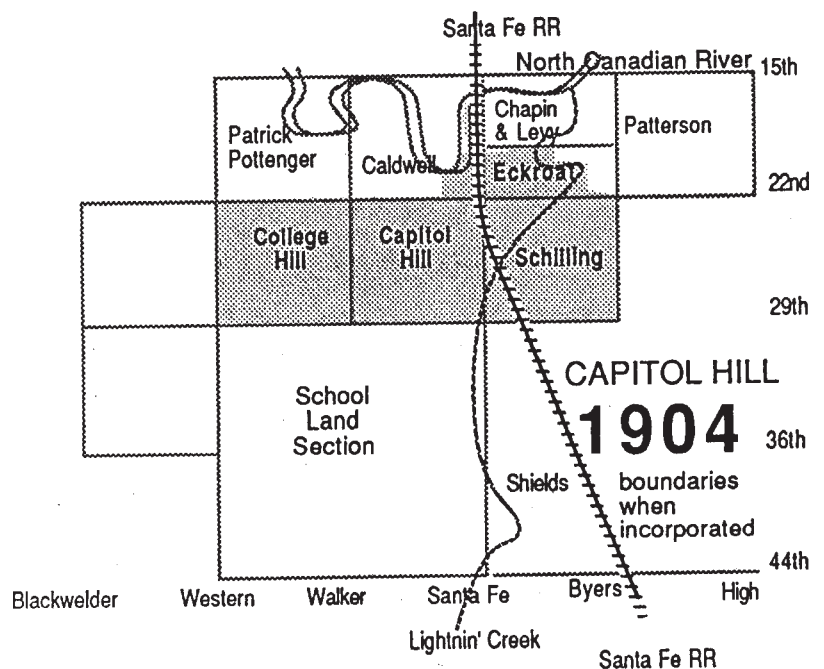 Santa Fe RR
North Canadian River
15th
Patrick
Pottenger
Caldwell
Chapin
& Levy
Patterson
Eckroat
22nd
College
Hill
Capitol
Hill
Schilling
29th
CAPITOL HILL
1904
School
Land
Section
36th
Shields
boundaries
when
incorporated
44th
Blackwelder
Western
Walker
Santa Fe
Byers
High
Lightnin' Creek
Santa Fe RR